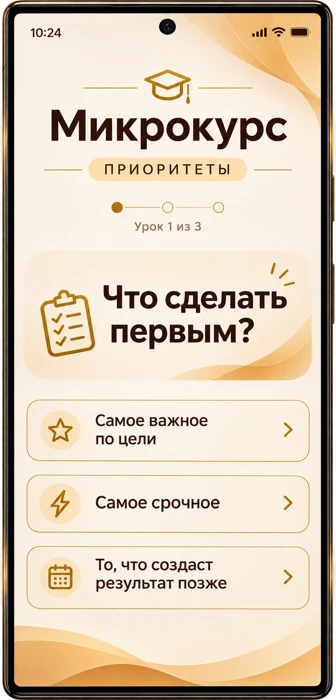 10:24
Микрокурс
ПРИОРИТЕТЫ
Урок 1 из 3
Что сделать
первым?
Самое важное
по цели
Самое срочное
То, что создаст
результат позже